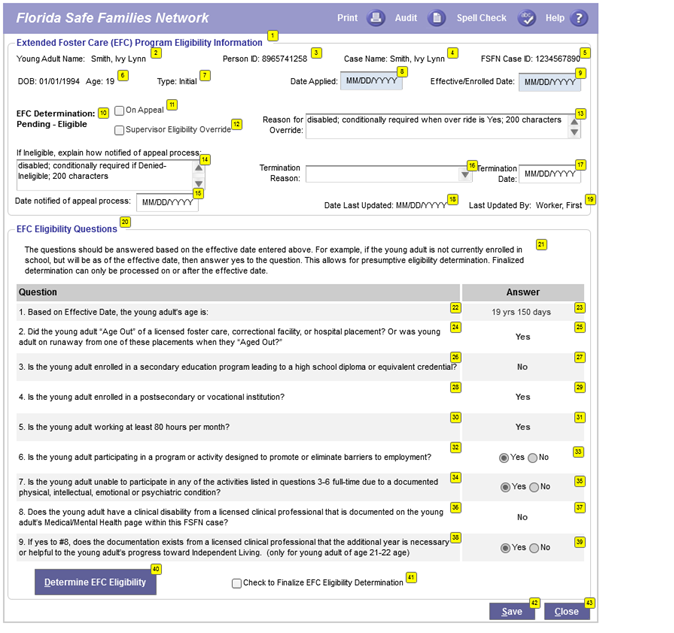 Florida Safe Families Network
Print Audit Spell Check Help ?
Extended Foster Care (EFC) Program Eligibility Information 1
Young Adult Name: Smith, Ivy Lynn 2 Person ID: 8965741258 3 Case Name: Smith, Ivy Lynn 4 FSFN Case ID: 1234567890 5
DOB: 01/01/1994 Age: 19 6 Type: Initial 7 Date Applied: MM/DD/YYYY 8 Effective/Enrolled Date: MM/DD/YYYY 9
EFC Determination: 10 On Appeal 11
Pending - Eligible Supervisor Eligibility Override 12
Reason for Override: disabled; conditionally required when over ride is Yes; 200 characters 13
If Ineligible, explain how notified of appeal process:
disabled; conditionally required if Denied- 14
Ineligible; 200 characters
Termination Reason: 16 Termination Date: MM/DD/YYYY 17
Date notified of appeal process: MM/DD/YYYY 15 Date Last Updated: MM/DD/YYYY 18 Last Updated By: Worker, First 19
EFC Eligibility Questions 20
The questions should be answered based on the effective date entered above. For example, if the young adult is not currently enrolled in 21
school, but will be as of the effective date, then answer yes to the question. This allows for presumptive eligibility determination. Finalized
determination can only be processed on or after the effective date.
Question Answer
1. Based on Effective Date, the young adult's age is: 22 19 yrs 150 days 23
2. Did the young adult "Age Out" of a licensed foster care, correctional facility, or hospital placement? Or was young 24 Yes 25
adult on runaway from one of these placements when they "Aged Out?"
3. Is the young adult enrolled in a secondary education program leading to a high school diploma or equivalent credential? 26 No 27
4. Is the young adult enrolled in a postsecondary or vocational institution? 28 Yes 29
5. Is the young adult working at least 80 hours per month? 30 Yes 31
6. Is the young adult participating in a program or activity designed to promote or eliminate barriers to employment? 32 Yes No 33
7. Is the young adult unable to participate in any of the activities listed in questions 3-6 full-time due to a documented 34 Yes No 35
physical, intellectual, emotional or psychiatric condition?
8. Does the young adult have a clinical disability from a licensed clinical professional that is documented on the young 36 No 37
adult's Medical/Mental Health page within this FSFN case?
9. If yes to #8, does the documentation exists from a licensed clinical professional that the additional year is necessary 38 Yes No 39
or helpful to the young adult's progress toward Independent Living. (only for young adult of age 21-22 age)
Determine EFC Eligibility 40 Check to Finalize EFC Eligibility Determination 41
Save 42 Close 43